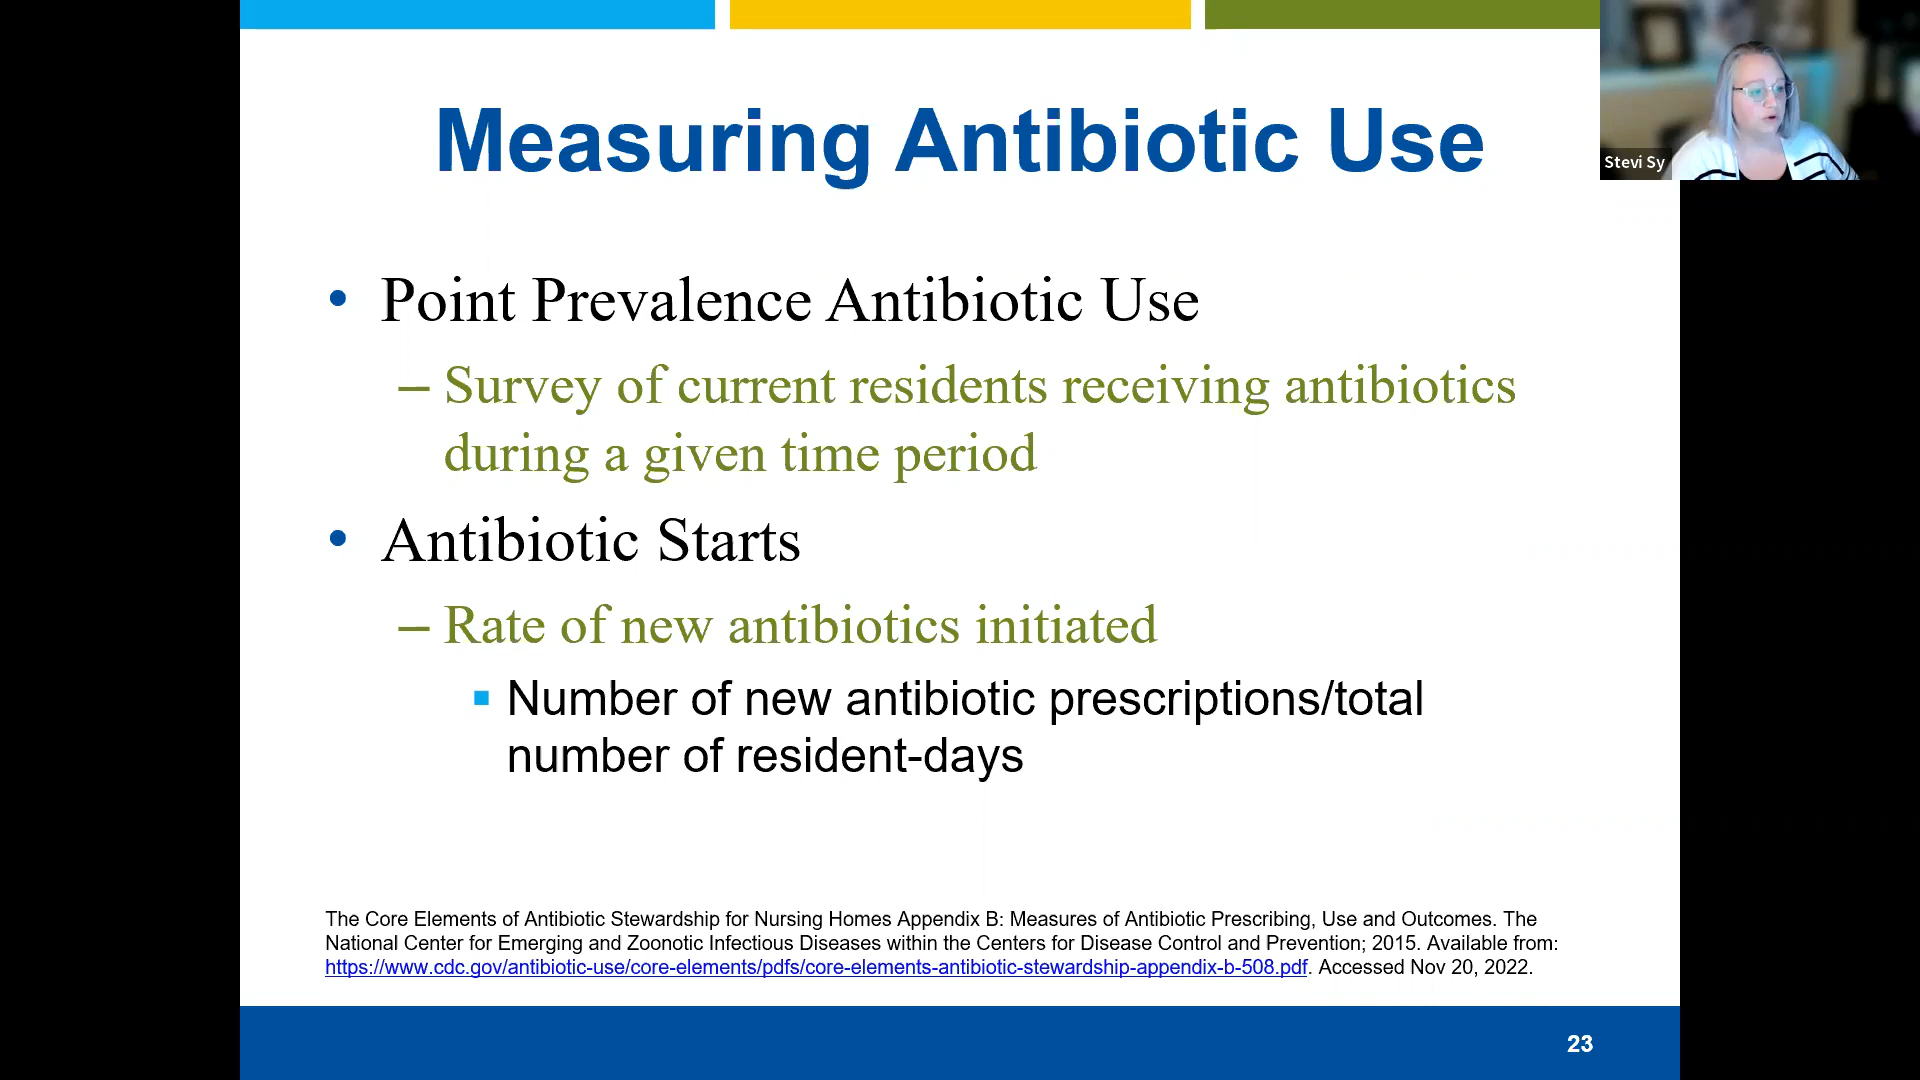 Measuring Antibiotic Use
Stevi Sy
• Point Prevalence Antibiotic Use
– Survey of current residents receiving antibiotics
during a given time period
• Antibiotic Starts
– Rate of new antibiotics initiated
▪ Number of new antibiotic prescriptions/total
number of resident-days
The Core Elements of Antibiotic Stewardship for Nursing Homes Appendix B: Measures of Antibiotic Prescribing, Use and Outcomes. The
National Center for Emerging and Zoonotic Infectious Diseases within the Centers for Disease Control and Prevention; 2015. Available from:
https://www.cdc.gov/antibiotic-use/core-elements/pdfs/core-elements-antibiotic-stewardship-appendix-b-508.pdf. Accessed Nov 20, 2022.
23